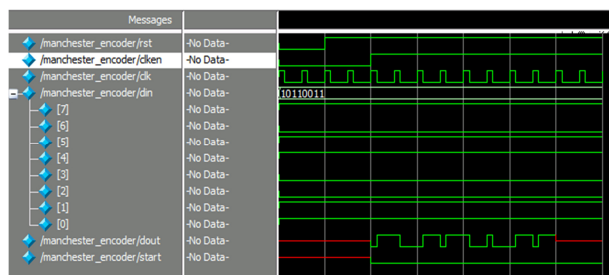 Messages
/manchester_encoder/rst -No Data-
/manchester_encoder/clken -No Data-
/manchester_encoder/clk -No Data-
/manchester_encoder/din -No Data- 10110011
[7] -No Data-
[6] -No Data-
[5] -No Data-
[4] -No Data-
[3] -No Data-
[2] -No Data-
[1] -No Data-
[0] -No Data-
/manchester_encoder/dout -No Data-
/manchester_encoder/start -No Data-